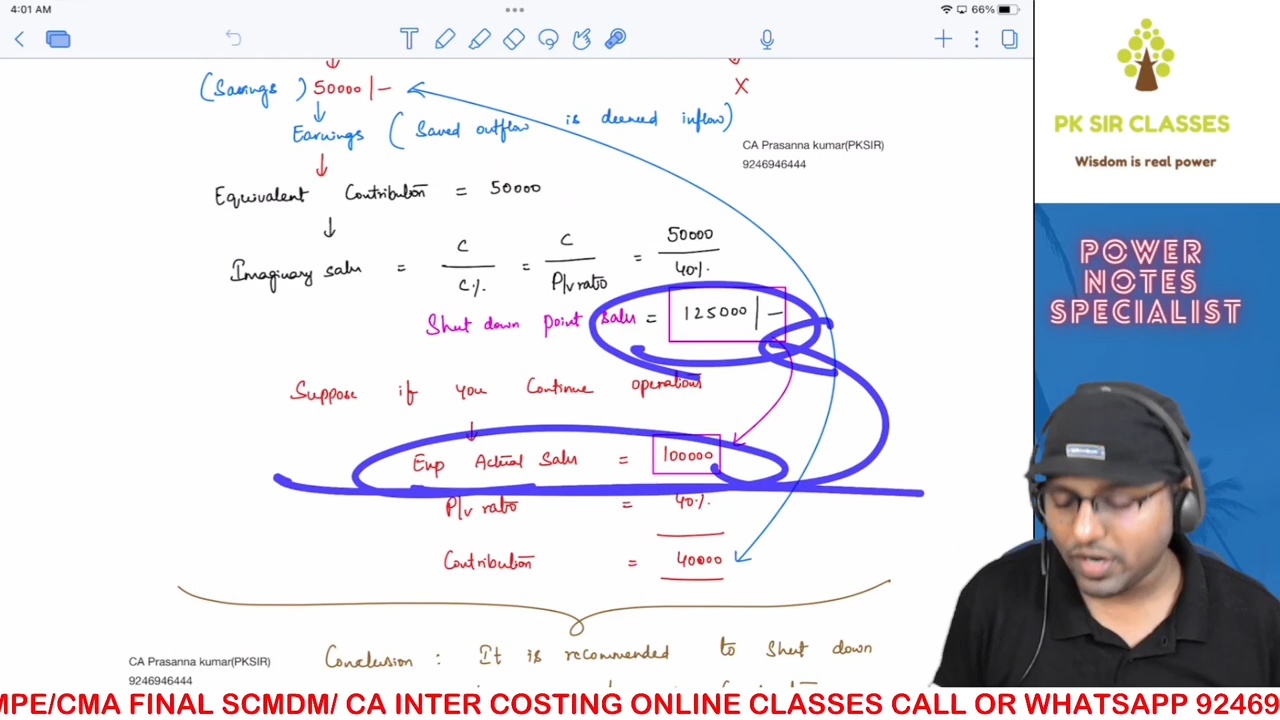 4:01 AM
66%
(Savings) 50000/-
X
Earnings (Saved outflow is deemed inflow)
CA Prasanna kumar(PKSIR)
9246946444
Equivalent Contribution = 50000
Imaginary sales = C / C% = C / P/v ratio = 50000 / 40%
Shut down point sales = 125000/-
Suppose if you Continue operations
Exp Actual Sales = 100000
P/v ratio = 40%
Contribution = 40000
CA Prasanna kumar(PKSIR)
9246946444
Conclusion : It is recommended to Shut down
PK SIR CLASSES
Wisdom is real power
POWER
NOTES
SPECIALIST
MPE/CMA FINAL SCMDM/ CA INTER COSTING ONLINE CLASSES CALL OR WHATSAPP 92469